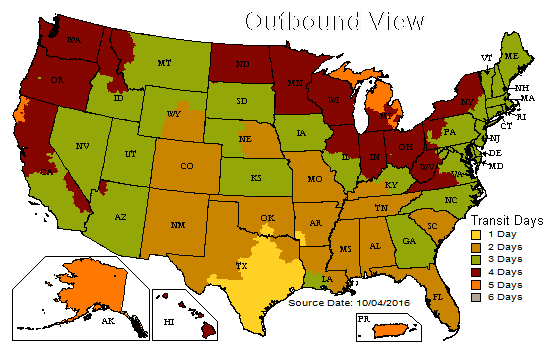 Outbound View
WA
MT
ND
MN
OR
ID
SD
WI
MI
NY
VT
ME
NH
MA
RI
CT
WY
NE
IA
PA
NJ
DE
MD
NV
UT
CO
KS
IL
IN
OH
WV
VA
CA
AZ
NM
OK
MO
KY
TN
NC
AR
SC
TX
LA
MS
AL
GA
FL
AK
HI
PR
Transit Days
1 Day
2 Days
3 Days
4 Days
5 Days
6 Days
Source Date: 10/04/2016